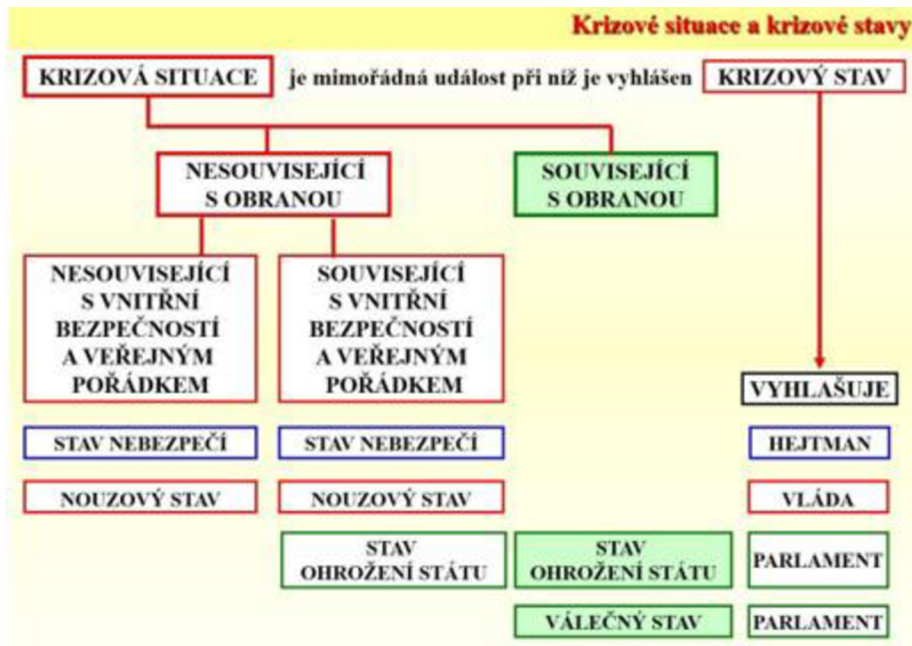 Krizové situace a krizové stavy
KRIZOVÁ SITUACE je mimořádná událost při níž je vyhlášen KRIZOVÝ STAV
NESOUVISEJÍCÍ
S OBRANOU
SOUVISEJÍCÍ
S OBRANOU
NESOUVISEJÍCÍ
S VNITŘNÍ
BEZPEČNOSTÍ
A VEŘEJNÝM
POŘÁDKEM
SOUVISEJÍCÍ
S VNITŘNÍ
BEZPEČNOSTÍ
A VEŘEJNÝM
POŘÁDKEM
VYHLAŠUJE
STAV NEBEZPEČÍ
STAV NEBEZPEČÍ
HEJTMAN
NOUZOVÝ STAV
NOUZOVÝ STAV
VLÁDA
STAV
OHROŽENÍ STÁTU
STAV
OHROŽENÍ STÁTU
PARLAMENT
VÁLEČNÝ STAV
PARLAMENT